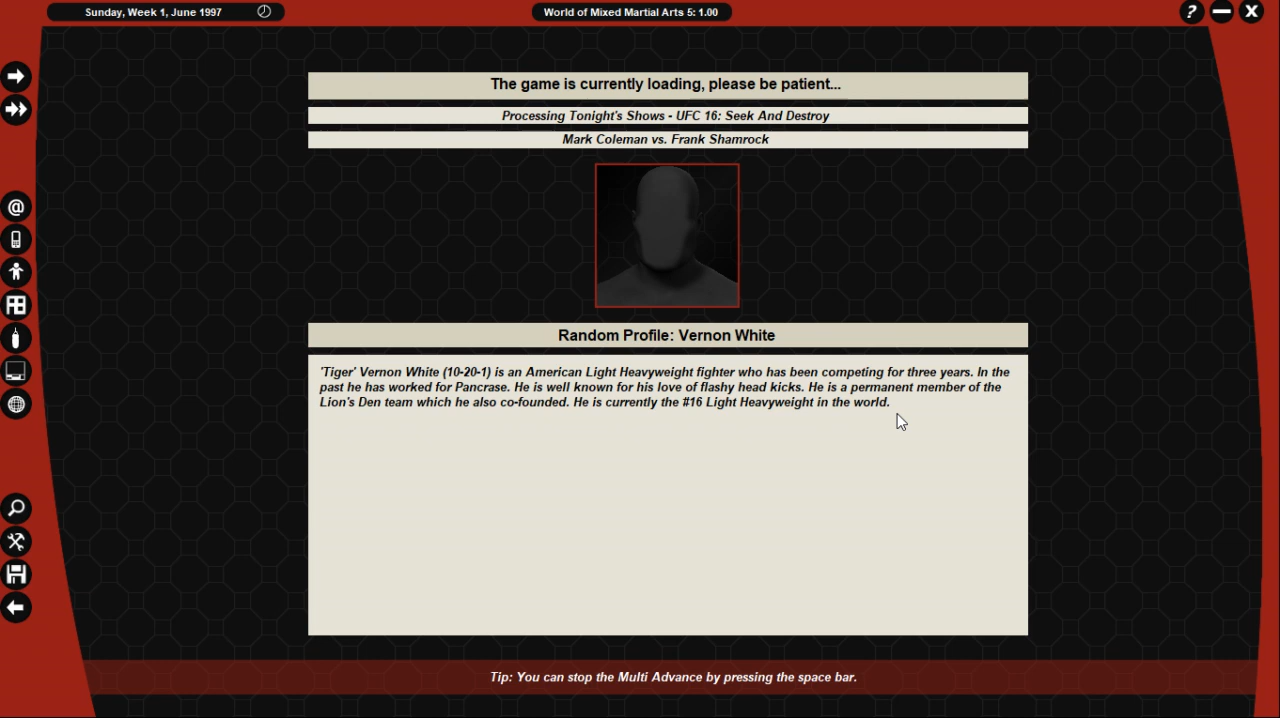 Sunday, Week 1, June 1997
World of Mixed Martial Arts 5: 1.00
? X
The game is currently loading, please be patient...
Processing Tonight's Shows - UFC 16: Seek And Destroy
Mark Coleman vs. Frank Shamrock
@
Random Profile: Vernon White
'Tiger' Vernon White (10-20-1) is an American Light Heavyweight fighter who has been competing for three years. In the
past he has worked for Pancrase. He is well known for his love of flashy head kicks. He is a permanent member of the
Lion's Den team which he also co-founded. He is currently the #16 Light Heavyweight in the world.
Tip: You can stop the Multi Advance by pressing the space bar.